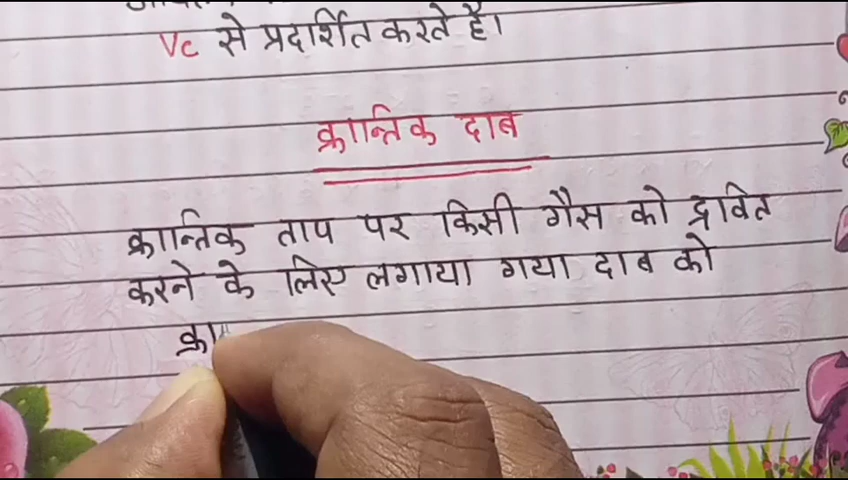 Vc से प्रदर्शित करते है।
क्रान्तिक दाब
क्रान्तिक ताप पर किसी गैस को द्रवित
करने के लिए लगाया गया दाब को
क्रा